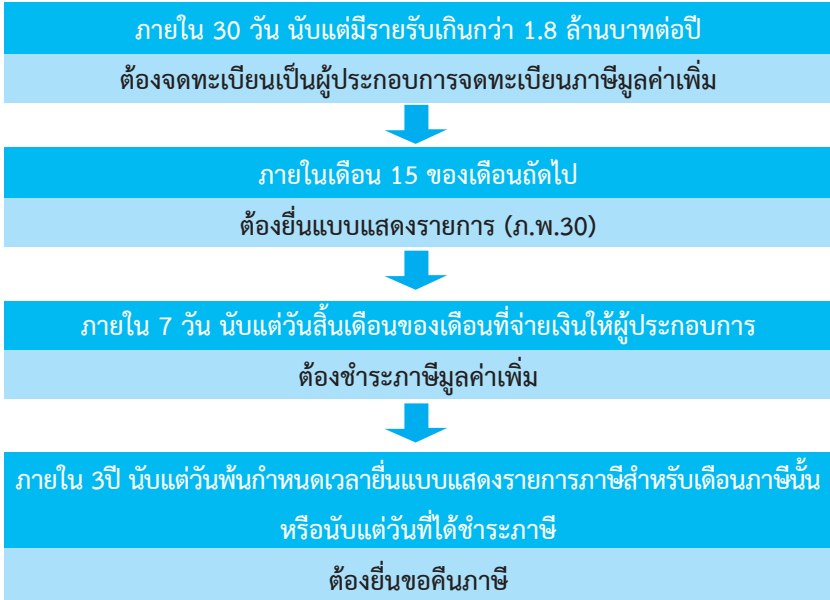 ภายใน 30 วัน นับแต่มีรายรับเกินกว่า 1.8 ล้านบาทต่อปี
ต้องจดทะเบียนเป็นผู้ประกอบการจดทะเบียนภาษีมูลค่าเพิ่ม
ภายในเดือน 15 ของเดือนถัดไป
ต้องยื่นแบบแสดงรายการ (ภ.พ.30)
ภายใน 7 วัน นับแต่วันสิ้นเดือนของเดือนที่จ่ายเงินให้ผู้ประกอบการ
ต้องชำระภาษีมูลค่าเพิ่ม
ภายใน 3ปี นับแต่วันพ้นกำหนดเวลายื่นแบบแสดงรายการภาษีสำหรับเดือนภาษีนั้น
หรือนับแต่วันที่ได้ชำระภาษี
ต้องยื่นขอคืนภาษี